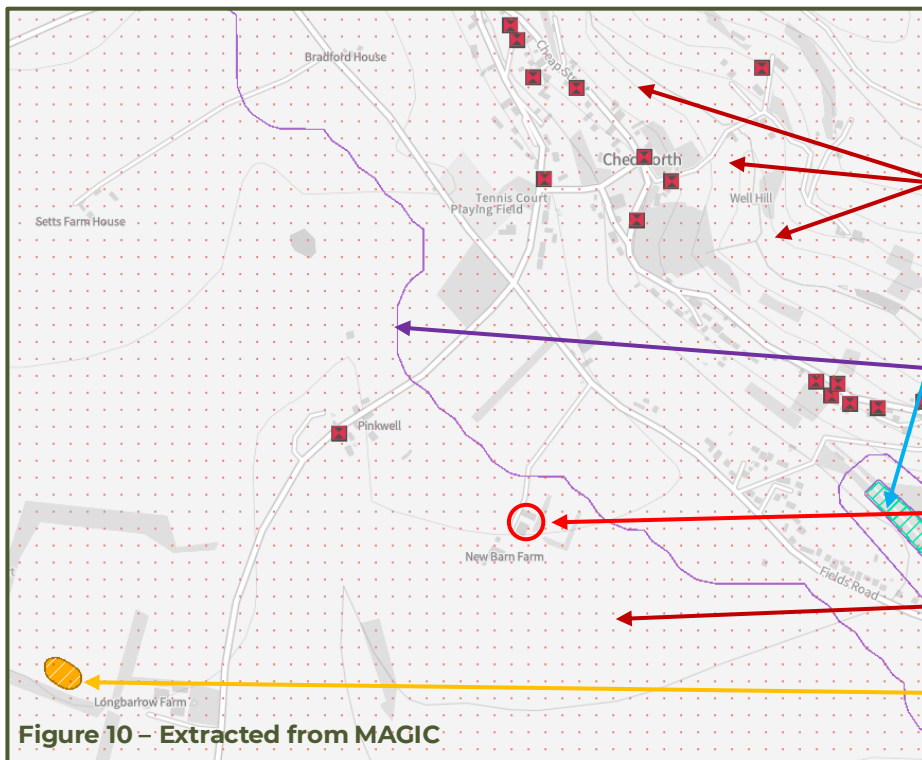 Bradford House
Cheap Str
Chedworth
Tennis Court
Playing Field
Well Hill
Setts Farm House
Pinkwell
New Barn Farm
Fields Road
Longbarrow Farm
Figure 10 – Extracted from MAGIC